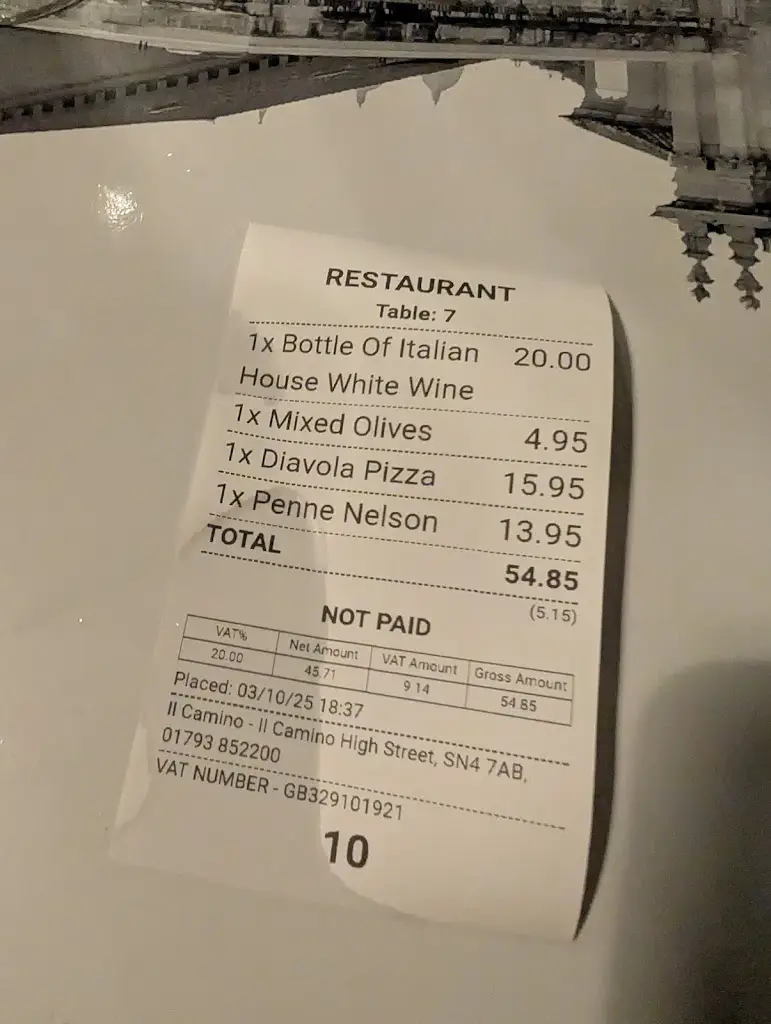 RESTAURANT
Table: 7
1x Bottle Of Italian 20.00
House White Wine
1x Mixed Olives 4.95
1x Diavola Pizza 15.95
1x Penne Nelson 13.95
TOTAL 54.85
(5.15)
NOT PAID
VAT% Net Amount VAT Amount Gross Amount
20.00 45.71 9.14 54.85
Placed: 03/10/25 18:37
Il Camino - Il Camino High Street, SN4 7AB,
01793 852200
VAT NUMBER - GB329101921
10